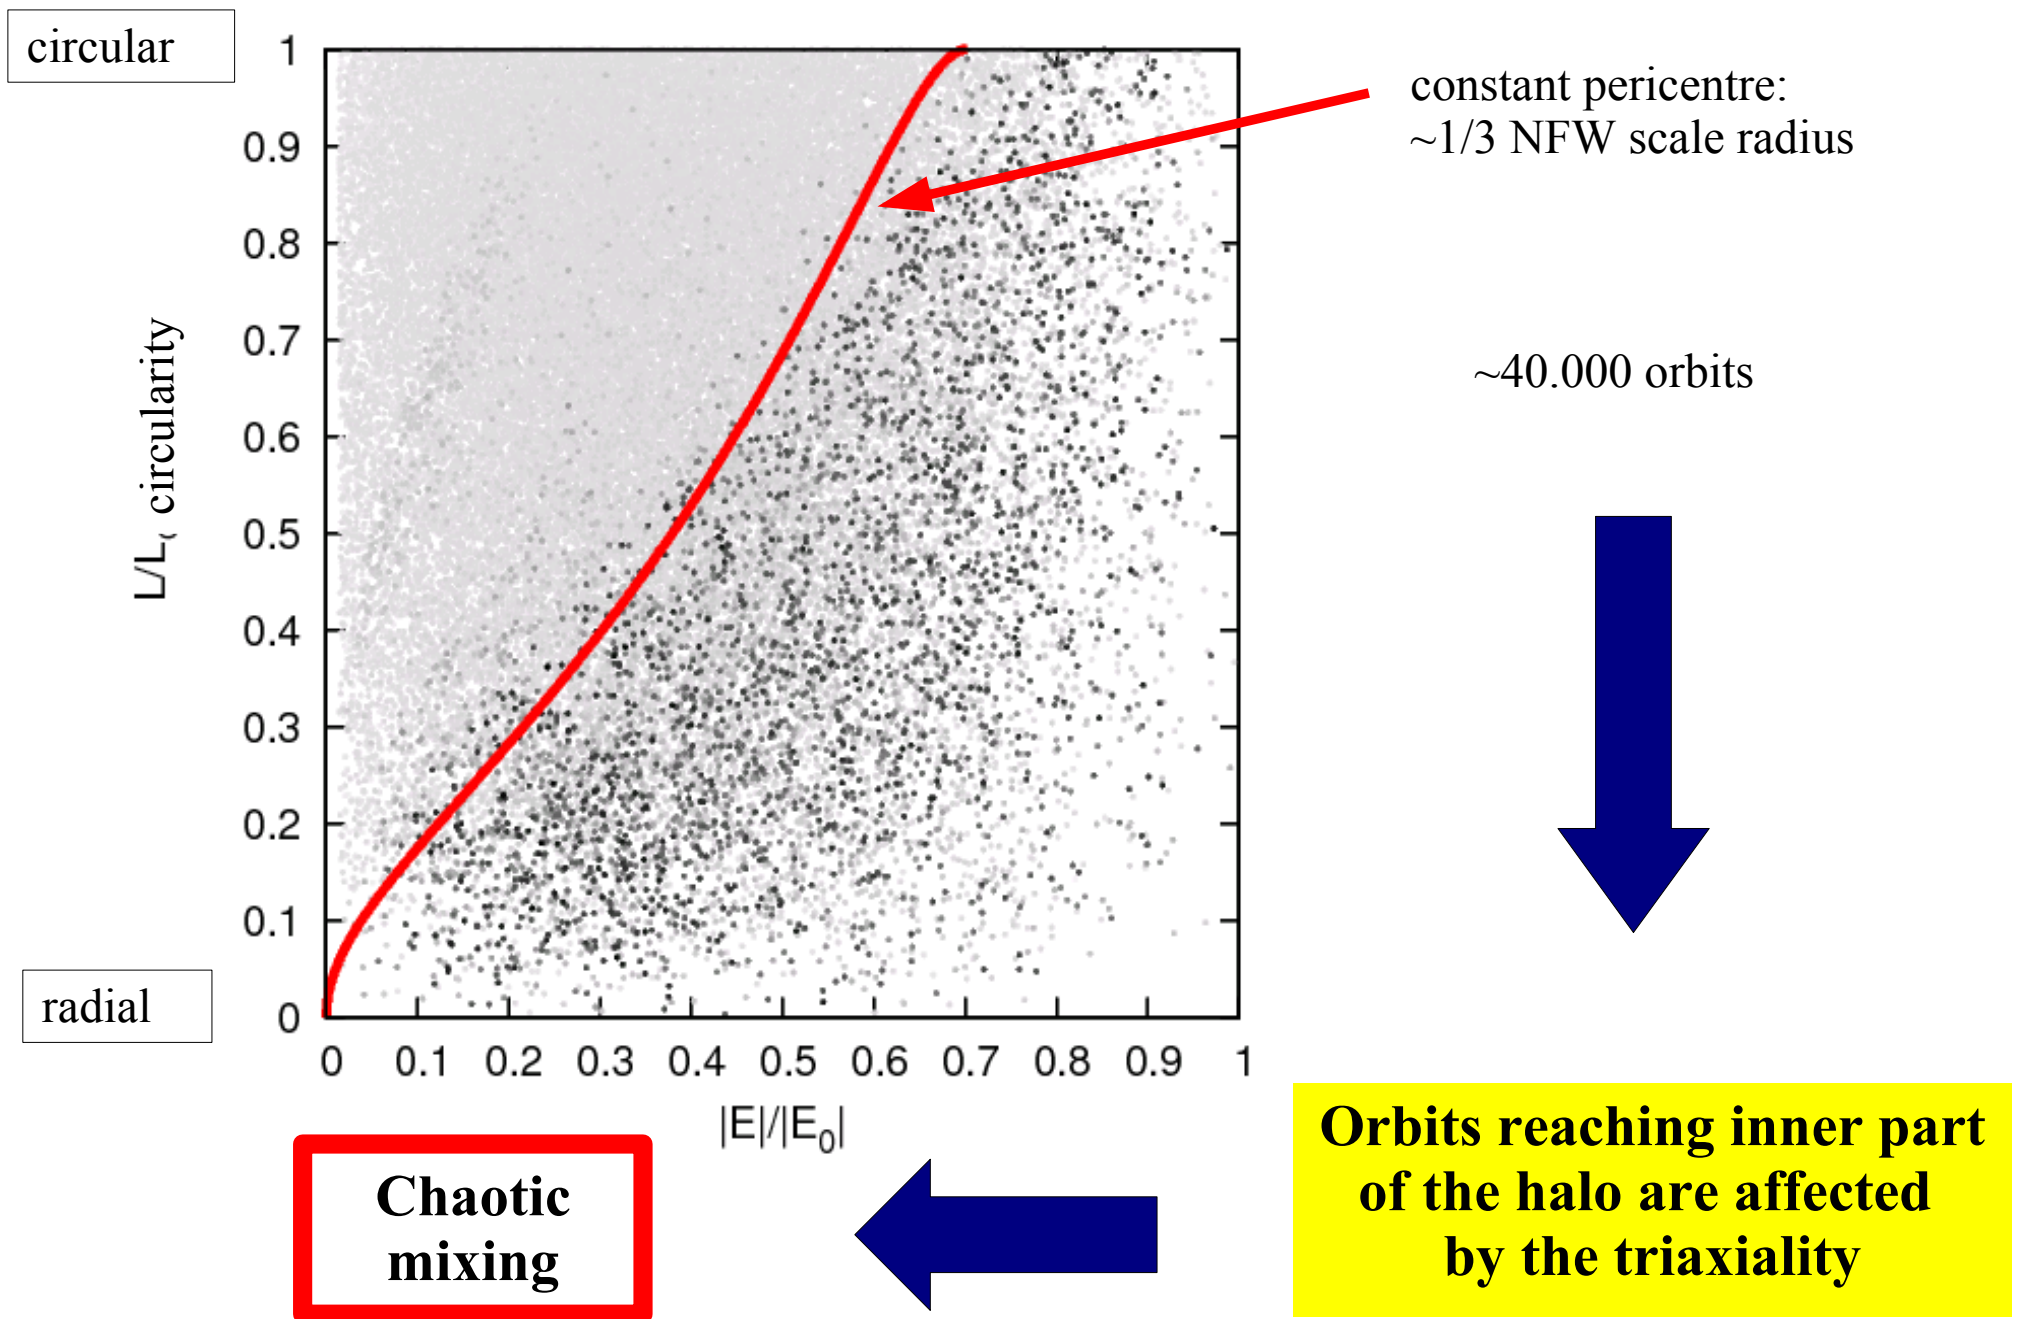 circular
1
0.9
0.8
0.7
0.6
0.5
0.4
0.3
0.2
0.1
0
L/L circularity
radial
constant pericentre:
~1/3 NFW scale radius
~40.000 orbits
0 0.1 0.2 0.3 0.4 0.5 0.6 0.7 0.8 0.9 1
|E|/|E₀|
Orbits reaching inner part
of the halo are affected
by the triaxiality
Chaotic
mixing